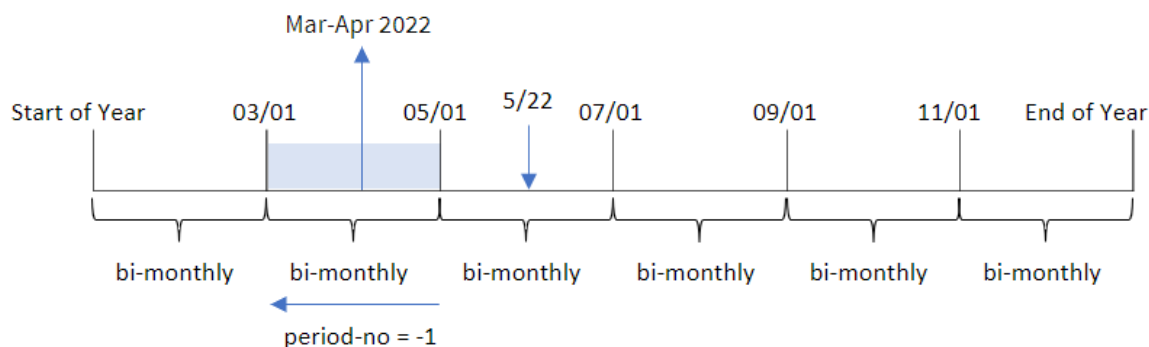 Mar-Apr 2022
Start of Year 03/01 05/01 5/22 07/01 09/01 11/01 End of Year
bi-monthly bi-monthly bi-monthly bi-monthly bi-monthly bi-monthly
period-no = -1